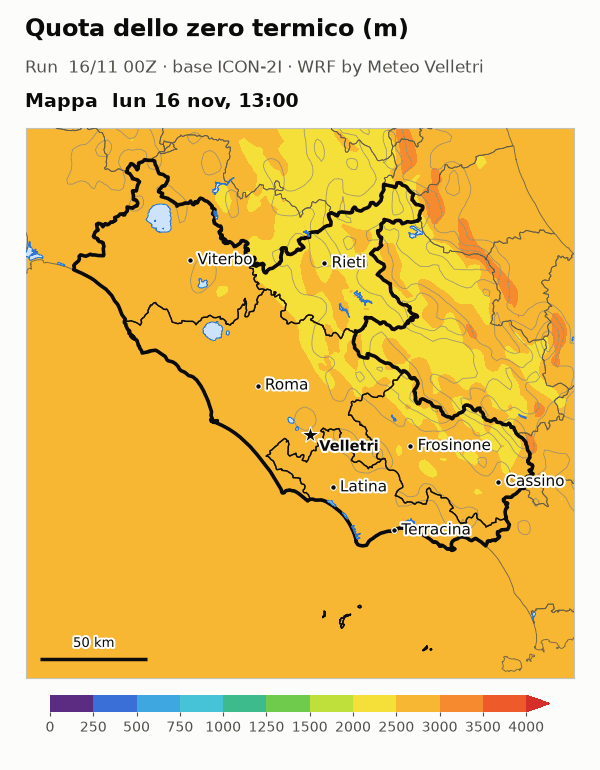 Quota dello zero termico (m)
Run  16/11 00Z · base ICON-2I · WRF by Meteo Velletri
Mappa  lun 16 nov, 13:00
Viterbo
Rieti
Roma
Velletri
Frosinone
Latina
Cassino
Terracina
50 km
0 250 500 750 1000 1250 1500 2000 2500 3000 3500 4000